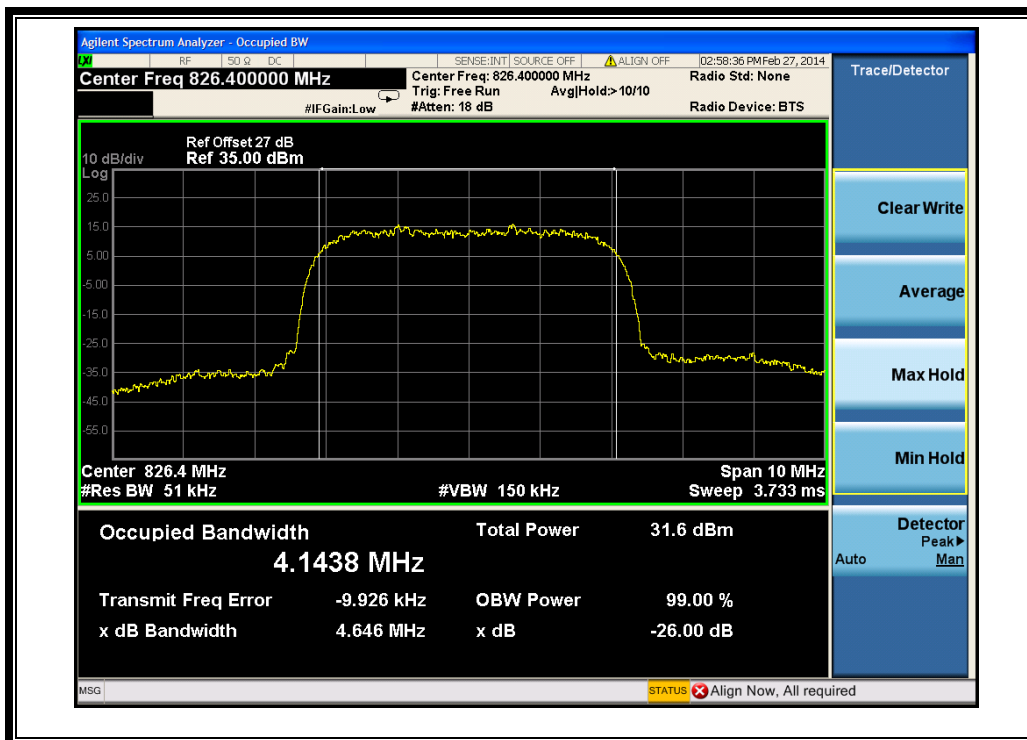 Agilent Spectrum Analyzer - Occupied BW
LXI RF 50 Ω DC SENSE:INT SOURCE OFF ALIGN OFF 02:58:36 PM Feb 27, 2014
Center Freq 826.400000 MHz
Center Freq: 826.400000 MHz
Radio Std: None
Trig: Free Run Avg|Hold:>10/10
#IFGain:Low
#Atten: 18 dB
Radio Device: BTS
Ref Offset 27 dB
10 dB/div Ref 35.00 dBm
Log
25.0
15.0
5.00
-5.00
-15.0
-25.0
-35.0
-45.0
-55.0
Center 826.4 MHz
Span 10 MHz
#Res BW 51 kHz
#VBW 150 kHz
Sweep 3.733 ms
Occupied Bandwidth
4.1438 MHz
Total Power 31.6 dBm
Transmit Freq Error -9.926 kHz
OBW Power 99.00 %
x dB Bandwidth 4.646 MHz
x dB -26.00 dB
Trace/Detector
Clear Write
Average
Max Hold
Min Hold
Detector
Peak▶
Auto Man
MSG
STATUS Align Now, All required